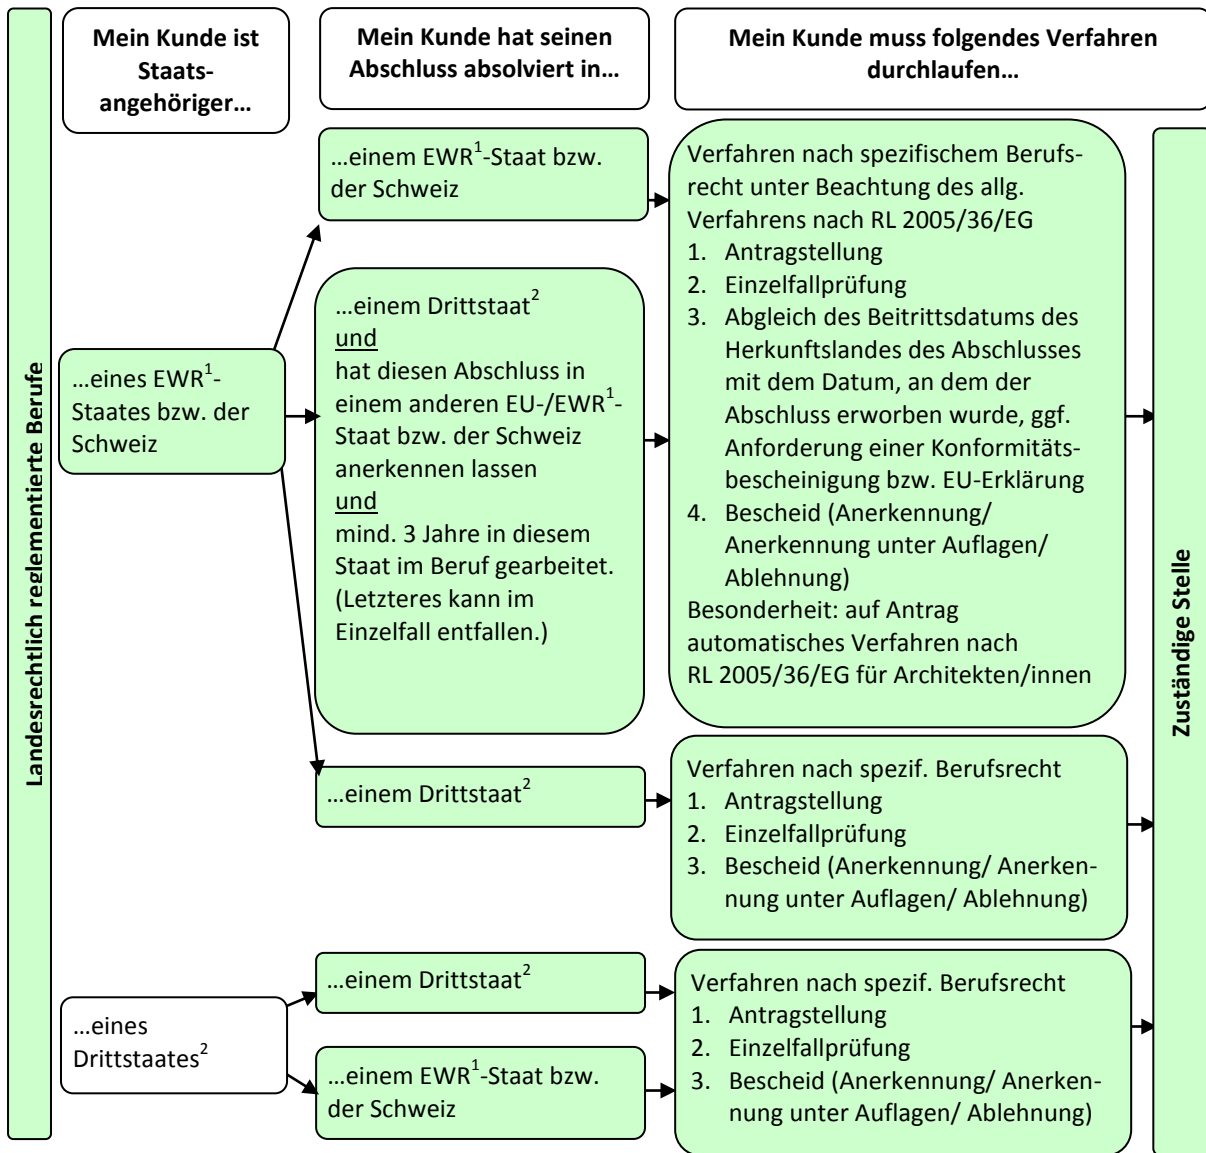 Landesrechtlich reglementierte Berufe
Mein Kunde ist
Staats-
angehöriger…
Mein Kunde hat seinen
Abschluss absolviert in…
Mein Kunde muss folgendes Verfahren
durchlaufen…
…eines EWR¹-
Staates bzw. der
Schweiz
…einem EWR¹-Staat bzw.
der Schweiz
…einem Drittstaat²
und
hat diesen Abschluss in
einem anderen EU-/EWR¹-
Staat bzw. der Schweiz
anerkennen lassen
und
mind. 3 Jahre in diesem
Staat im Beruf gearbeitet.
(Letzteres kann im
Einzelfall entfallen.)
Verfahren nach spezifischem Berufs-
recht unter Beachtung des allg.
Verfahrens nach RL 2005/36/EG
1. Antragstellung
2. Einzelfallprüfung
3. Abgleich des Beitrittsdatums des
Herkunftslandes des Abschlusses
mit dem Datum, an dem der
Abschluss erworben wurde, ggf.
Anforderung einer Konformitäts-
bescheinigung bzw. EU-Erklärung
4. Bescheid (Anerkennung/
Anerkennung unter Auflagen/
Ablehnung)
Besonderheit: auf Antrag
automatisches Verfahren nach
RL 2005/36/EG für Architekten/innen
…einem Drittstaat²
Verfahren nach spezif. Berufsrecht
1. Antragstellung
2. Einzelfallprüfung
3. Bescheid (Anerkennung/ Anerken-
nung unter Auflagen/ Ablehnung)
…eines
Drittstaates²
…einem Drittstaat²
…einem EWR¹-Staat bzw.
der Schweiz
Verfahren nach spezif. Berufsrecht
1. Antragstellung
2. Einzelfallprüfung
3. Bescheid (Anerkennung/ Anerken-
nung unter Auflagen/ Ablehnung)
Zuständige Stelle